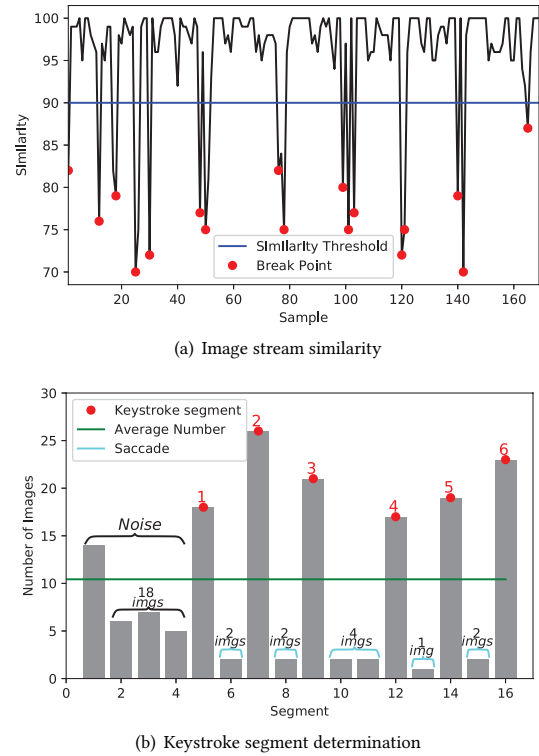 100
95
90
85
80
75
70
Similarity
Similarity Threshold
Break Point
20
40
60
80
100
120
140
160
Sample
(a) Image stream similarity
30
25
20
15
10
5
0
Number of Images
Keystroke segment
Average Number
Saccade
Noise
18
imgs
1
2
3
4
5
6
2
imgs
2
imgs
4
imgs
1
img
2
imgs
0
2
4
6
8
10
12
14
16
Segment
(b) Keystroke segment determination